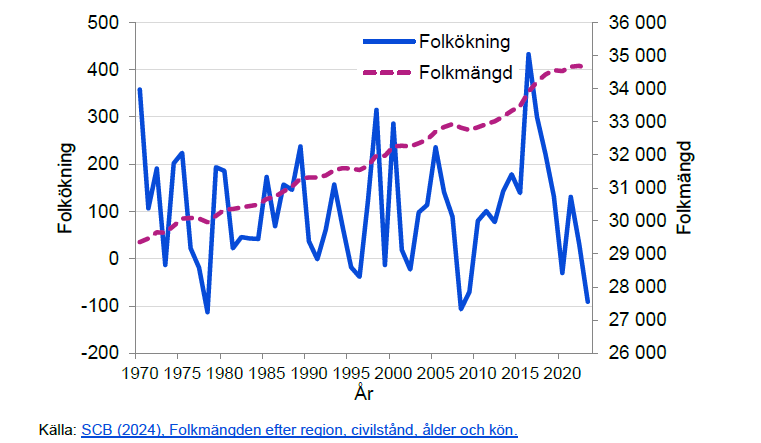 500 36 000
400 35 000
300 34 000
200 33 000
100 32 000
0 31 000
-100 30 000
-200 29 000
28 000
27 000
26 000
Folkökning
Folkmängd
Folkökning
Folkmängd
1970 1975 1980 1985 1990 1995 2000 2005 2010 2015 2020
År
Källa: SCB (2024), Folkmängden efter region, civilstånd, ålder och kön.